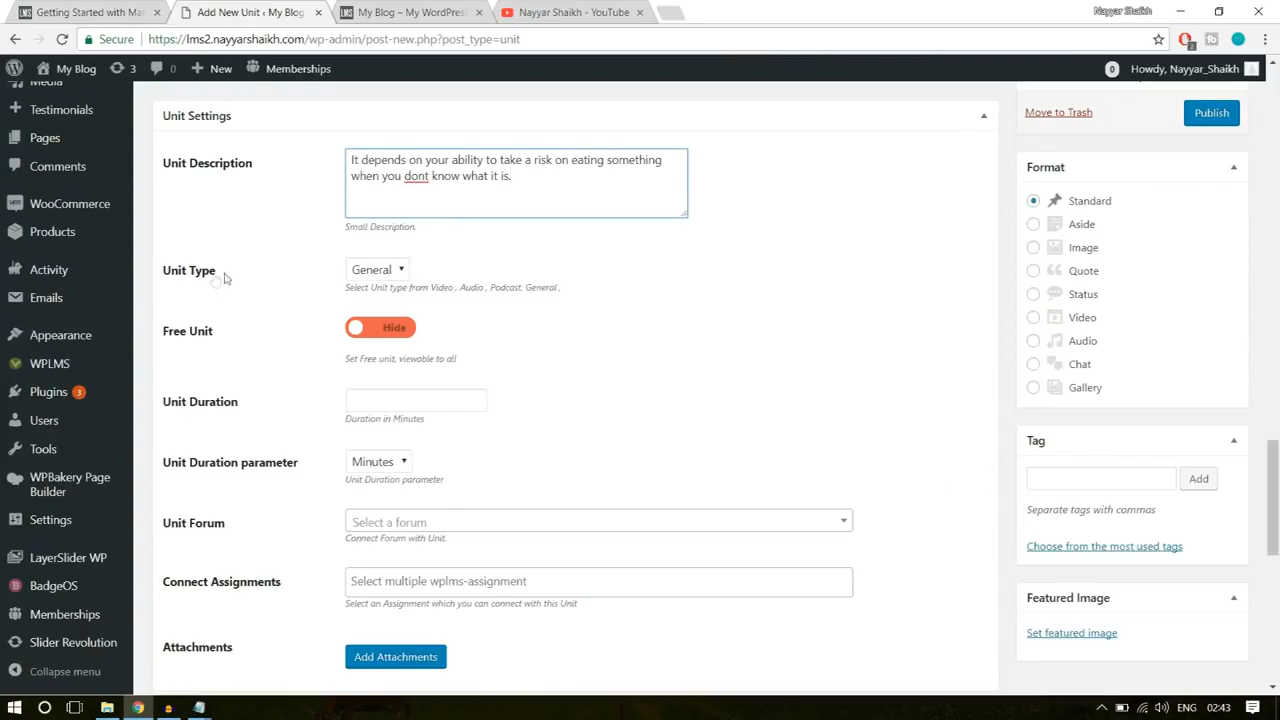 Getting Started with Ma
Add New Unit ‹ My Blog
My Blog – My WordPres
Nayyar Shaikh - YouTube
Nayyar Shaikh
Secure
https://lms2.nayyarshaikh.com/wp-admin/post-new.php?post_type=unit
My Blog
3
0
New
Memberships
0
Howdy, Nayyar_Shaikh
Media
Testimonials
Pages
Comments
WooCommerce
Products
Activity
Emails
Appearance
WPLMS
Plugins 3
Users
Tools
WPBakery Page
Builder
Settings
LayerSlider WP
BadgeOS
Memberships
Slider Revolution
Collapse menu
Unit Settings
Unit Description
It depends on your ability to take a risk on eating something
when you dont know what it is.
Small Description.
Unit Type
General
Select Unit type from Video , Audio , Podcast, General ,
Free Unit
Hide
Set Free unit, viewable to all
Unit Duration
Duration in Minutes
Unit Duration parameter
Minutes
Unit Duration parameter
Unit Forum
Select a forum
Connect Forum with Unit.
Connect Assignments
Select multiple wplms-assignment
Select an Assignment which you can connect with this Unit
Attachments
Add Attachments
Move to Trash
Publish
Format
Standard
Aside
Image
Quote
Status
Video
Audio
Chat
Gallery
Tag
Add
Separate tags with commas
Choose from the most used tags
Featured Image
Set featured image
ENG
02:43